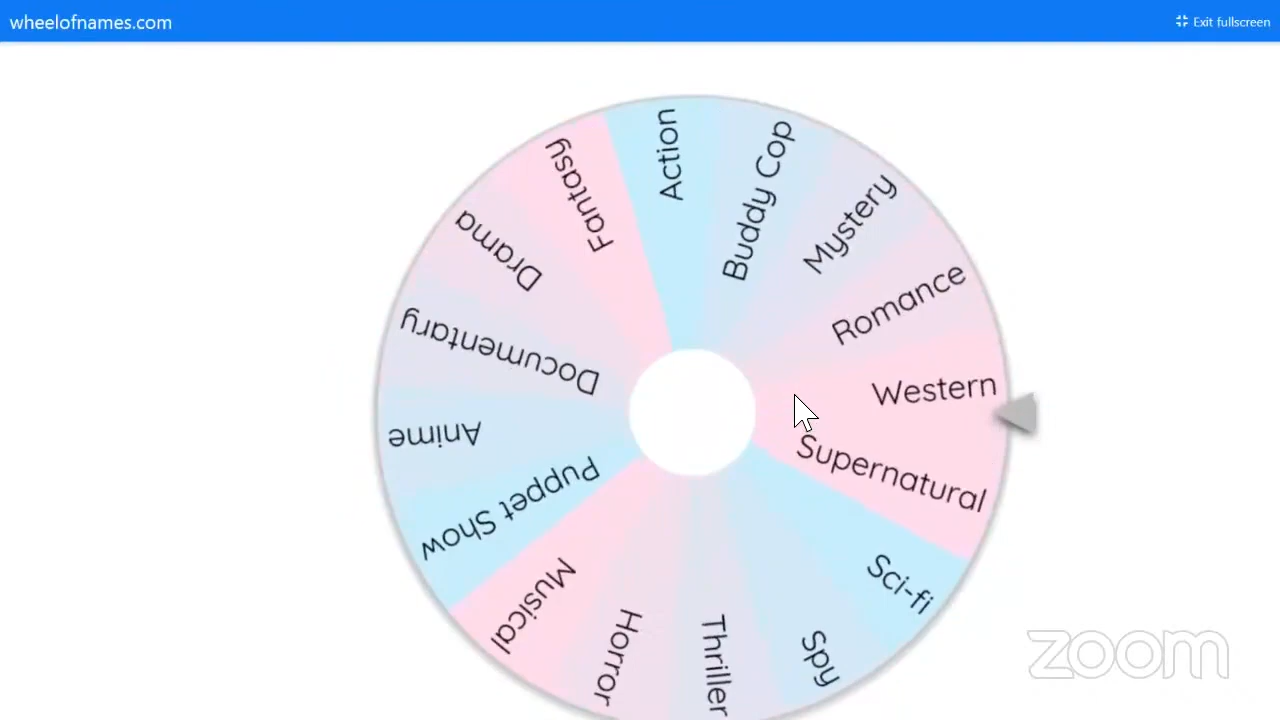 wheelofnames.com
Exit fullscreen
Action
Buddy Cop
Mystery
Romance
Western
Supernatural
Sci-fi
Spy
Thriller
Horror
Musical
Puppet Show
Anime
Documentary
Drama
Fantasy
zoom